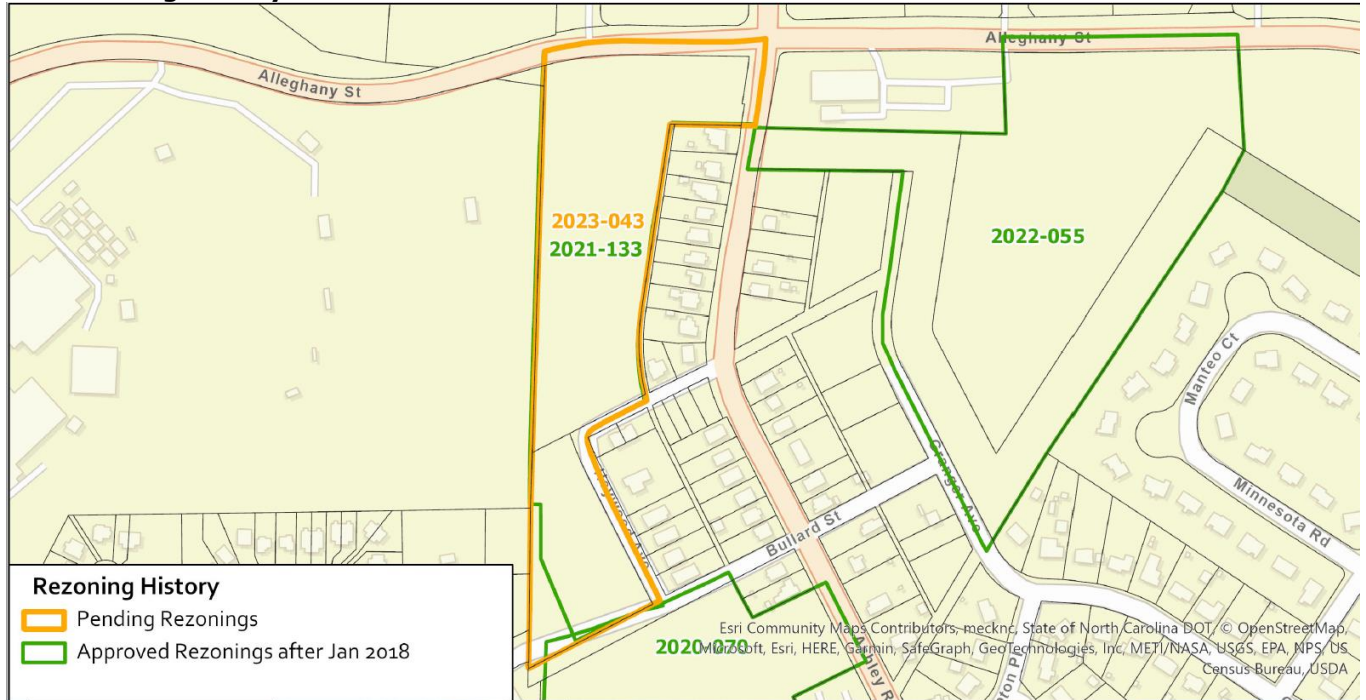 Alleghany St
Alleghany St
2023-043
2021-133
2022-055
Manteo Ct
Minnesota Rd
Granger Ave
Bullard St
Rezoning History
Pending Rezonings
Approved Rezonings after Jan 2018
2020-070
Esri Community Maps Contributors, mecknc, State of North Carolina DOT, © OpenStreetMap,
Microsoft, Esri, HERE, Garmin, SafeGraph, GeoTechnologies, Inc, METI/NASA, USGS, EPA, NPS, US
Census Bureau, USDA